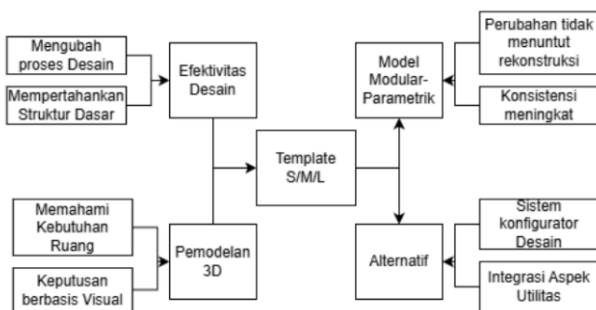 Mengubah
proses Desain
Mempertahankan
Struktur Dasar
Efektivitas
Desain
Memahami
Kebutuhan
Ruang
Keputusan
berbasis Visual
Pemodelan
3D
Template
S/M/L
Model
Modular-
Parametrik
Perubahan tidak
menuntut
rekonstruksi
Konsistensi
meningkat
Alternatif
Sistem
konfigurator
Desain
Integrasi Aspek
Utilitas